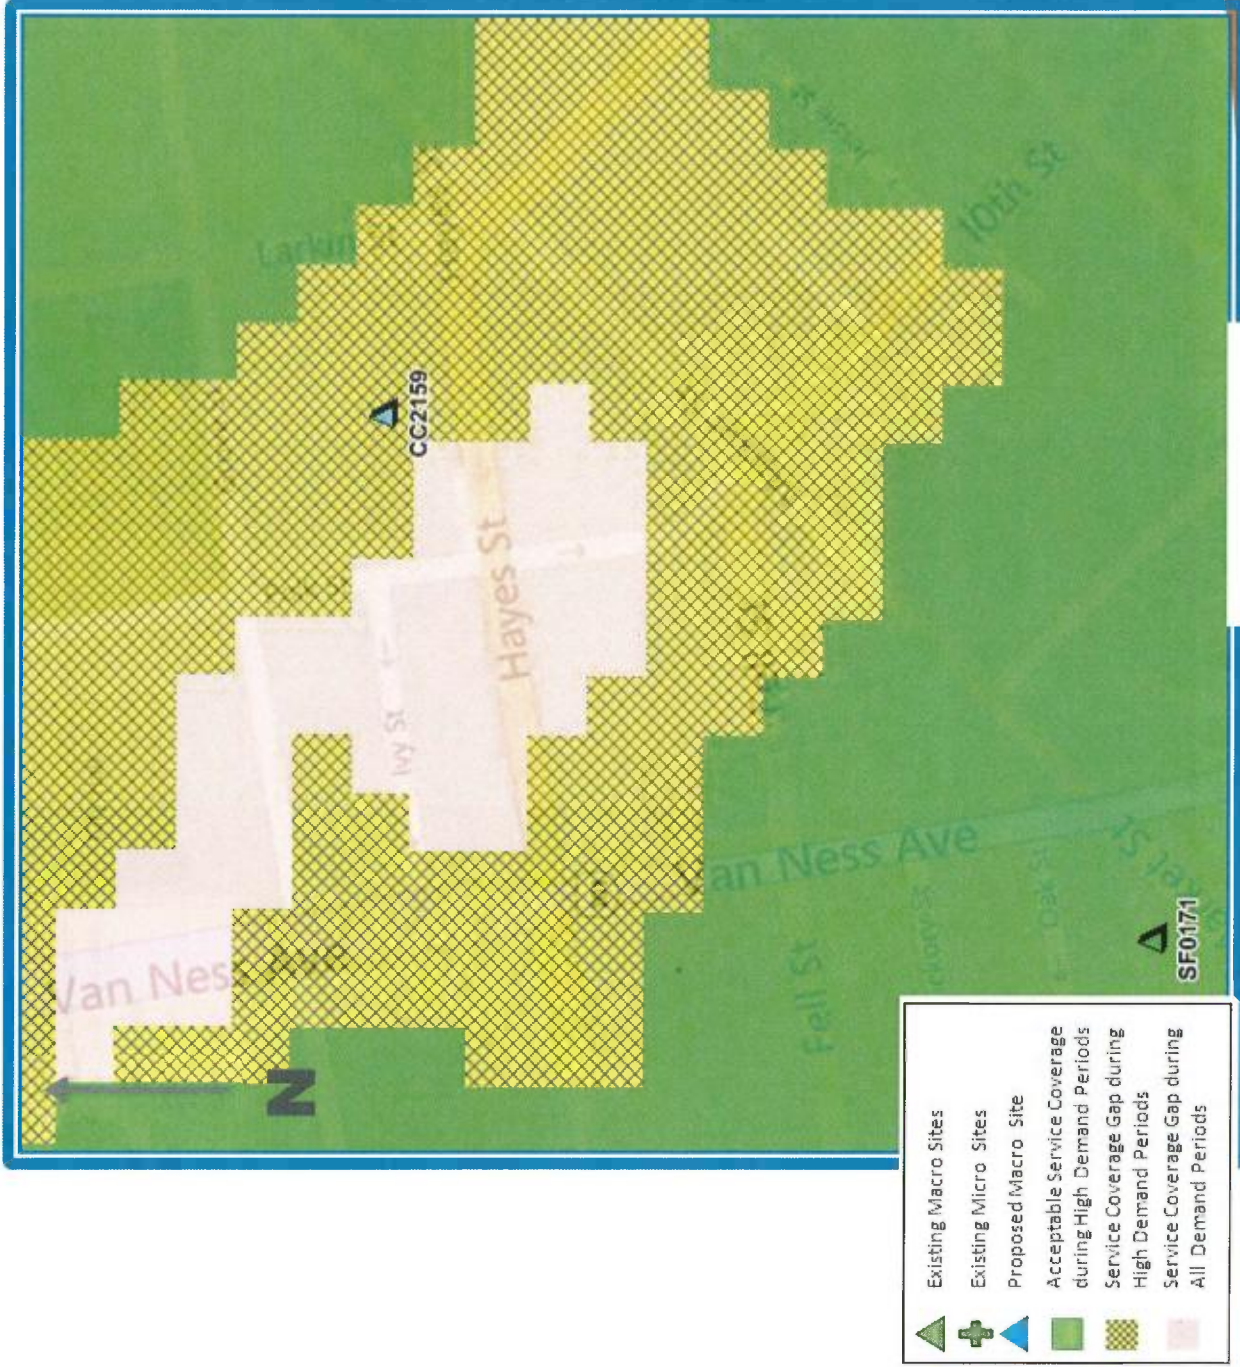 Larkin
10th St
CC2159
Hayes St
Ivy St
Van Ness Ave
an Ness Ave
Fell St
ckory St
Oak St
SF0171
N
Existing Macro Sites
Existing Micro Sites
Proposed Macro Site
Acceptable Service Coverage
during High Demand Periods
Service Coverage Gap during
High Demand Periods
Service Coverage Gap during
All Demand Periods